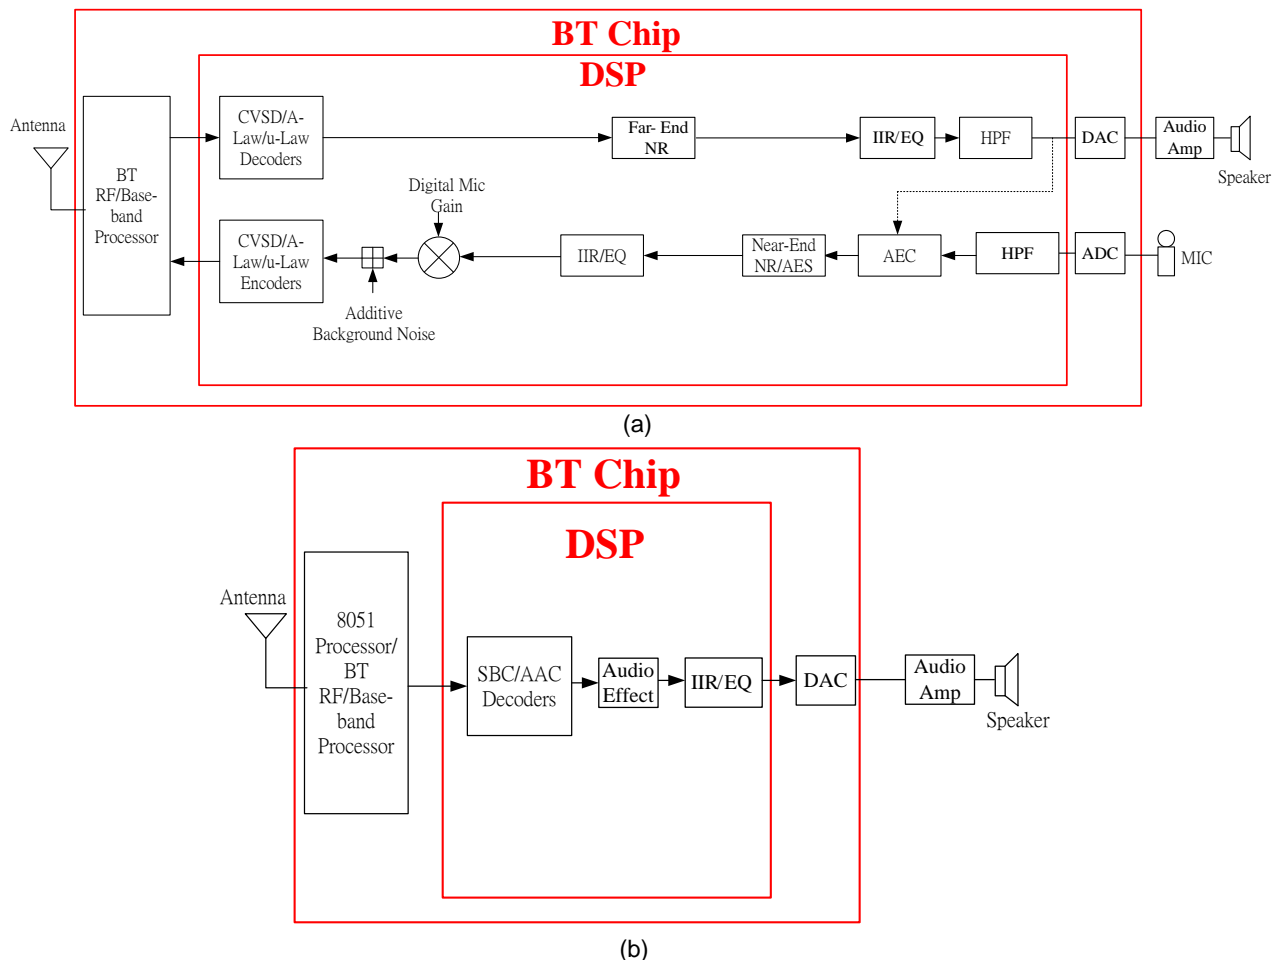 BT Chip
DSP
Antenna
BT
RF/Base-
band
Processor
CVSD/A-
Law/u-Law
Decoders
Far- End
NR
IIR/EQ
HPF
DAC
Audio
Amp
Speaker
CVSD/A-
Law/u-Law
Encoders
Digital Mic
Gain
Additive
Background Noise
IIR/EQ
Near-End
NR/AES
AEC
HPF
ADC
MIC
(a)
BT Chip
DSP
Antenna
8051
Processor/
BT
RF/Base-
band
Processor
SBC/AAC
Decoders
Audio
Effect
IIR/EQ
DAC
Audio
Amp
Speaker
(b)